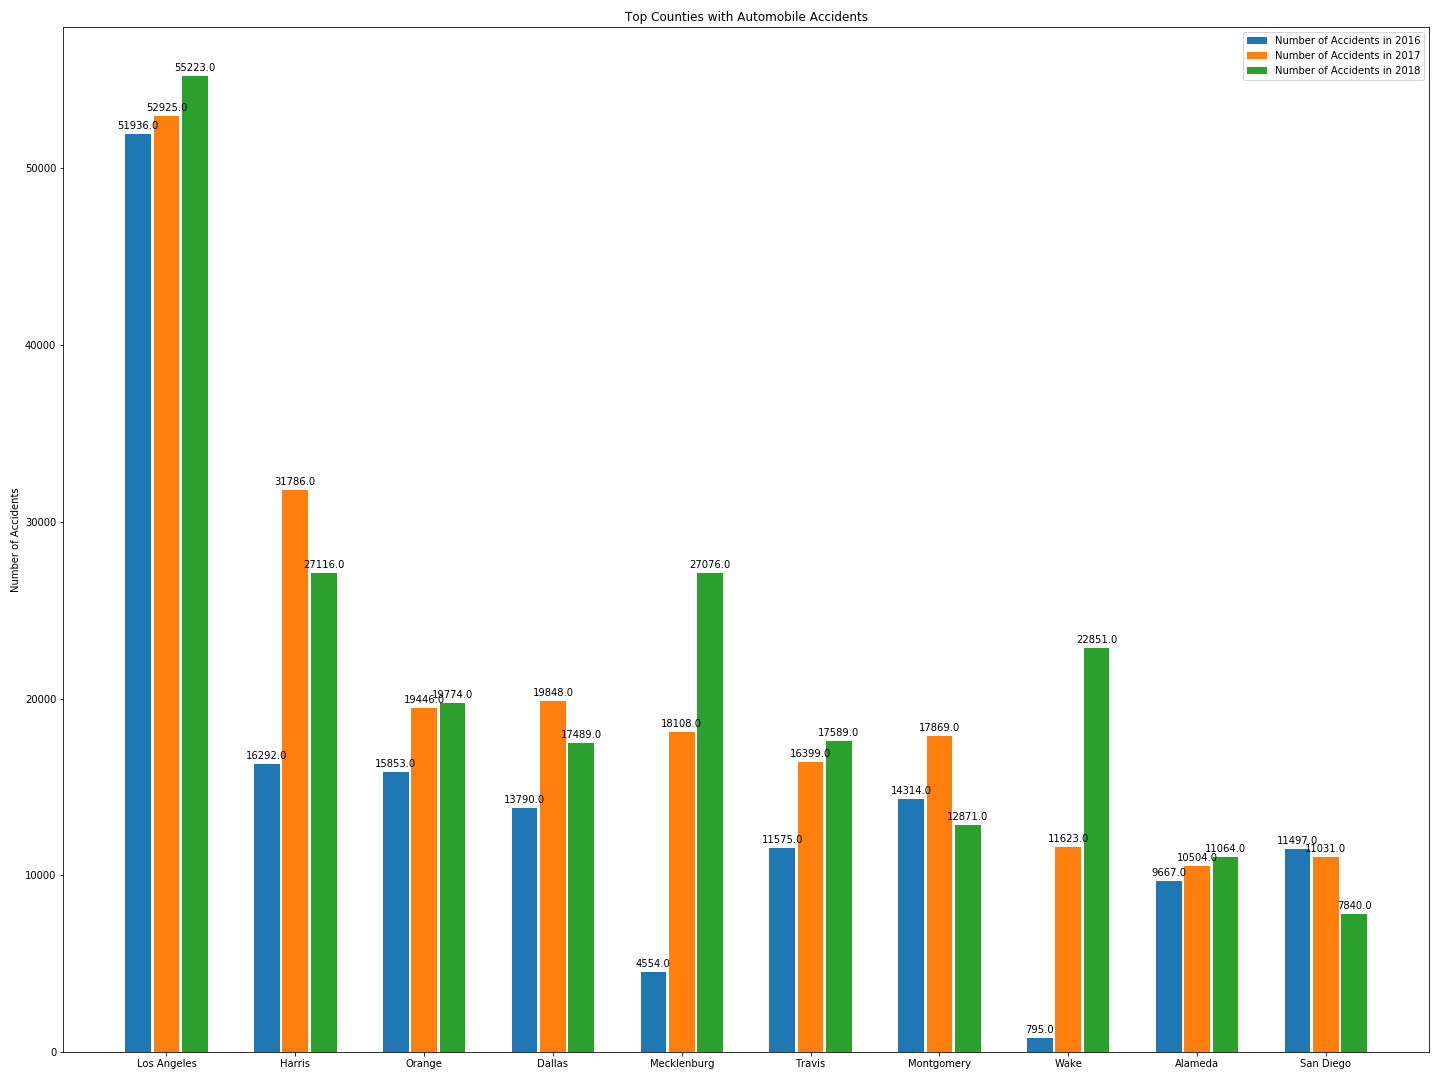 Top Counties with Automobile Accidents
Number of Accidents in 2016
Number of Accidents in 2017
Number of Accidents in 2018
Number of Accidents
50000
40000
30000
20000
10000
0
51936.0
52925.0
55223.0
16292.0
31786.0
27116.0
15853.0
19446.0
19774.0
13790.0
19848.0
17489.0
4554.0
18108.0
27076.0
11575.0
16399.0
17589.0
14314.0
17869.0
12871.0
795.0
11623.0
22851.0
9667.0
10504.0
11064.0
11497.0
11031.0
7840.0
Los Angeles
Harris
Orange
Dallas
Mecklenburg
Travis
Montgomery
Wake
Alameda
San Diego